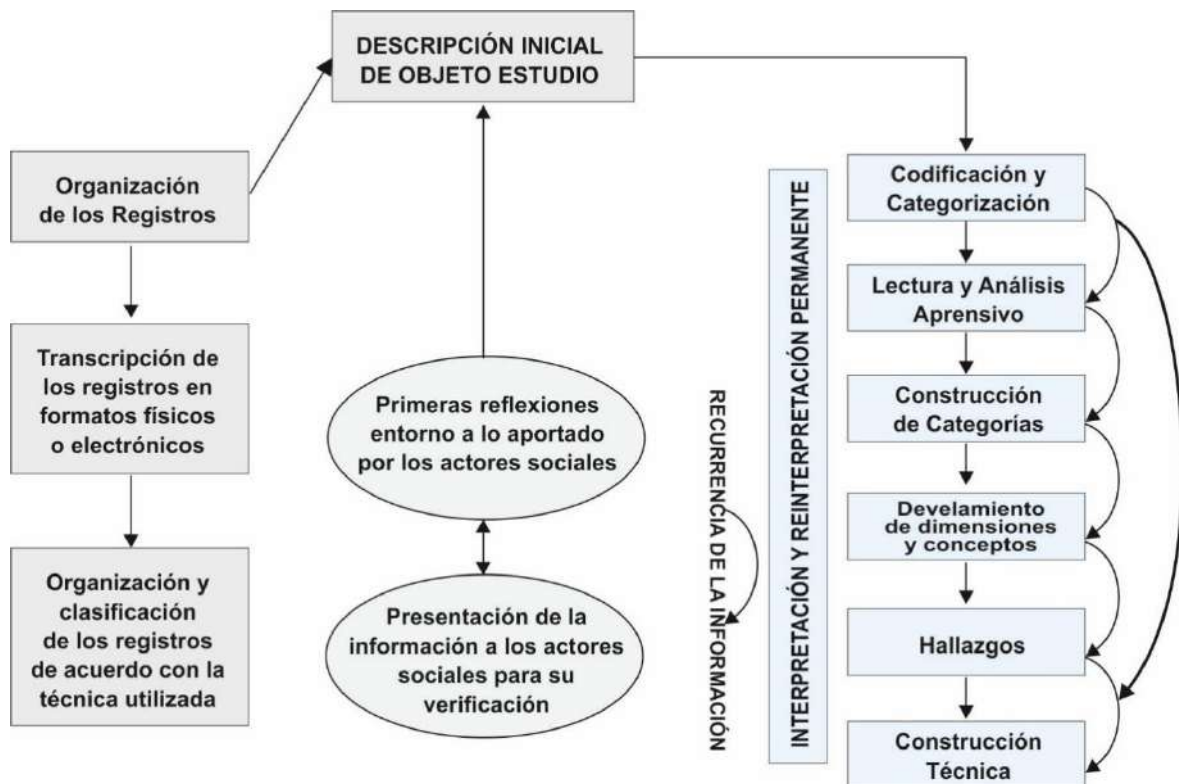 DESCRIPCIÓN INICIAL
DE OBJETO ESTUDIO
Organización
de los Registros
Transcripción de
los registros en
formatos físicos
o electrónicos
Organización y
clasificación
de los registros
de acuerdo con la
técnica utilizada
Primeras reflexiones
entorno a lo aportado
por los actores sociales
Presentación de la
información a los actores
sociales para su
verificación
RECURRENCIA DE LA INFORMACIÓN
INTERPRETACIÓN Y REINTERPRETACIÓN PERMANENTE
Codificación y
Categorización
Lectura y Análisis
Aprensivo
Construcción
de Categorías
Develamiento
de dimensiones
y conceptos
Hallazgos
Construcción
Técnica